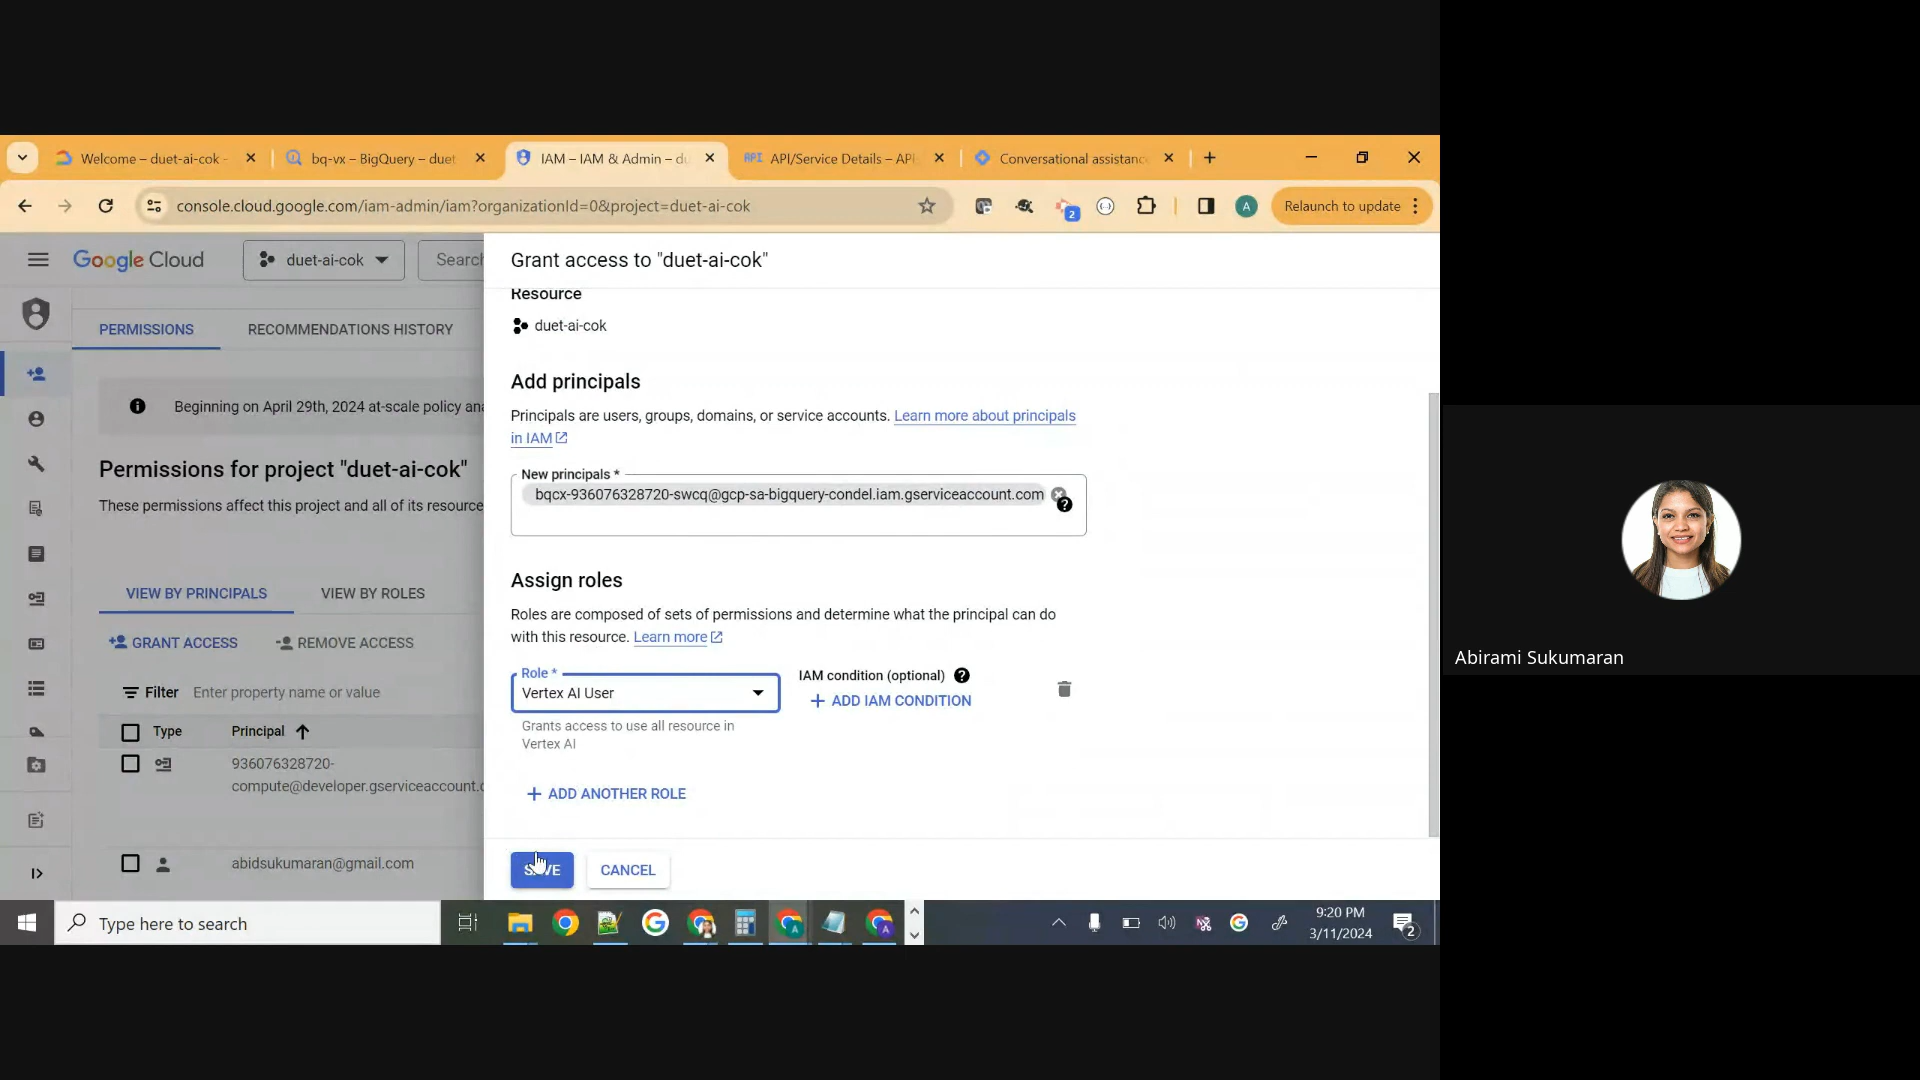 Welcome – duet-ai-cok -
bq-vx – BigQuery – duet
IAM – IAM & Admin – du
API API/Service Details – API
Conversational assistanc
console.cloud.google.com/iam-admin/iam?organizationId=0&project=duet-ai-cok
2
A
Relaunch to update
Google Cloud
duet-ai-cok
Search
PERMISSIONS
RECOMMENDATIONS HISTORY
Beginning on April 29th, 2024 at-scale policy ana
Permissions for project "duet-ai-cok"
These permissions affect this project and all of its resource
VIEW BY PRINCIPALS
VIEW BY ROLES
GRANT ACCESS
REMOVE ACCESS
Filter Enter property name or value
Type Principal
936076328720-
compute@developer.gserviceaccount.c
abidsukumaran@gmail.com
Grant access to "duet-ai-cok"
Resource
duet-ai-cok
Add principals
Principals are users, groups, domains, or service accounts. Learn more about principals
in IAM
New principals *
bqcx-936076328720-swcq@gcp-sa-bigquery-condel.iam.gserviceaccount.com
Assign roles
Roles are composed of sets of permissions and determine what the principal can do
with this resource. Learn more
Role *
Vertex AI User
Grants access to use all resource in
Vertex AI
IAM condition (optional)
+ ADD IAM CONDITION
+ ADD ANOTHER ROLE
SAVE
CANCEL
Type here to search
9:20 PM
3/11/2024
2
Abirami Sukumaran